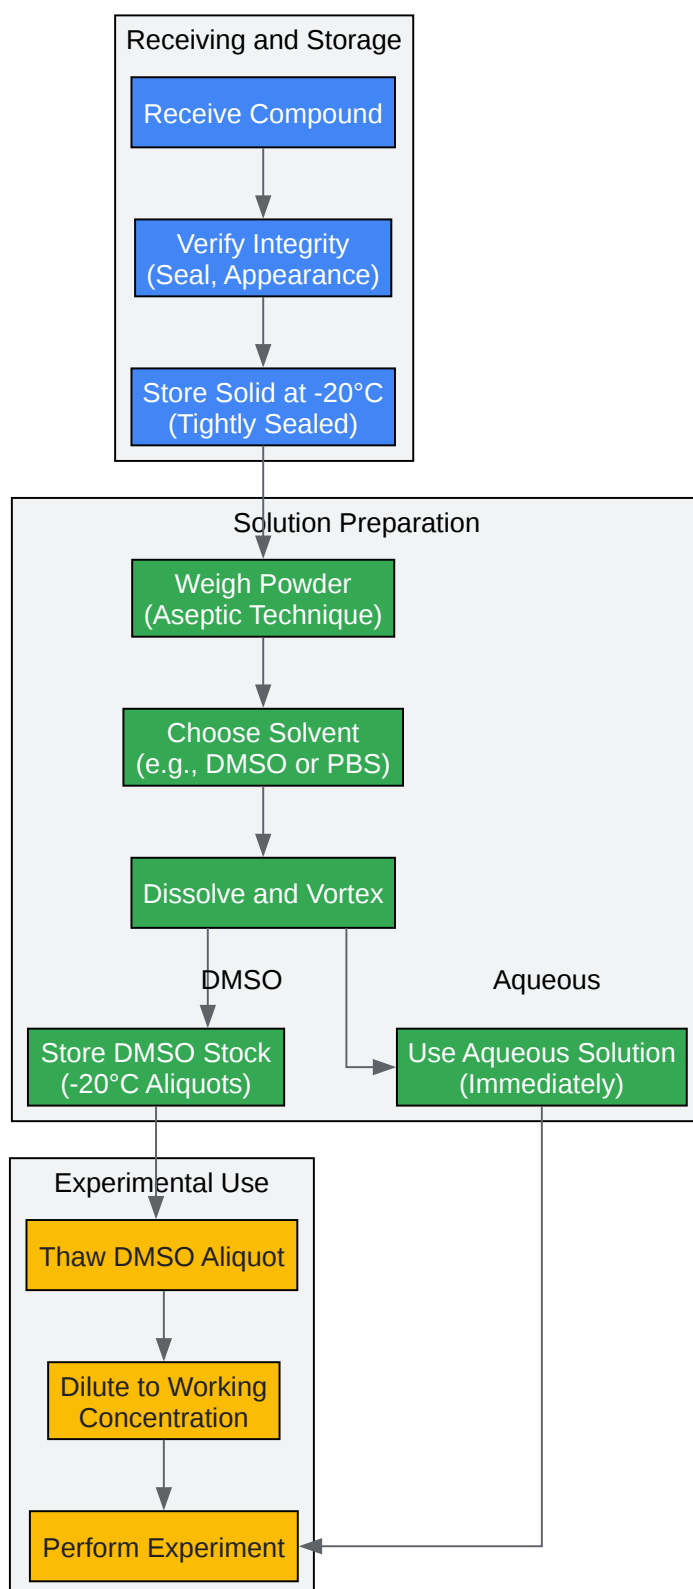 Receiving and Storage
Receive Compound
Verify Integrity
(Seal, Appearance)
Store Solid at -20°C
(Tightly Sealed)
Solution Preparation
Weigh Powder
(Aseptic Technique)
Choose Solvent
(e.g., DMSO or PBS)
Dissolve and Vortex
DMSO
Aqueous
Store DMSO Stock
(-20°C Aliquots)
Use Aqueous Solution
(Immediately)
Experimental Use
Thaw DMSO Aliquot
Dilute to Working
Concentration
Perform Experiment